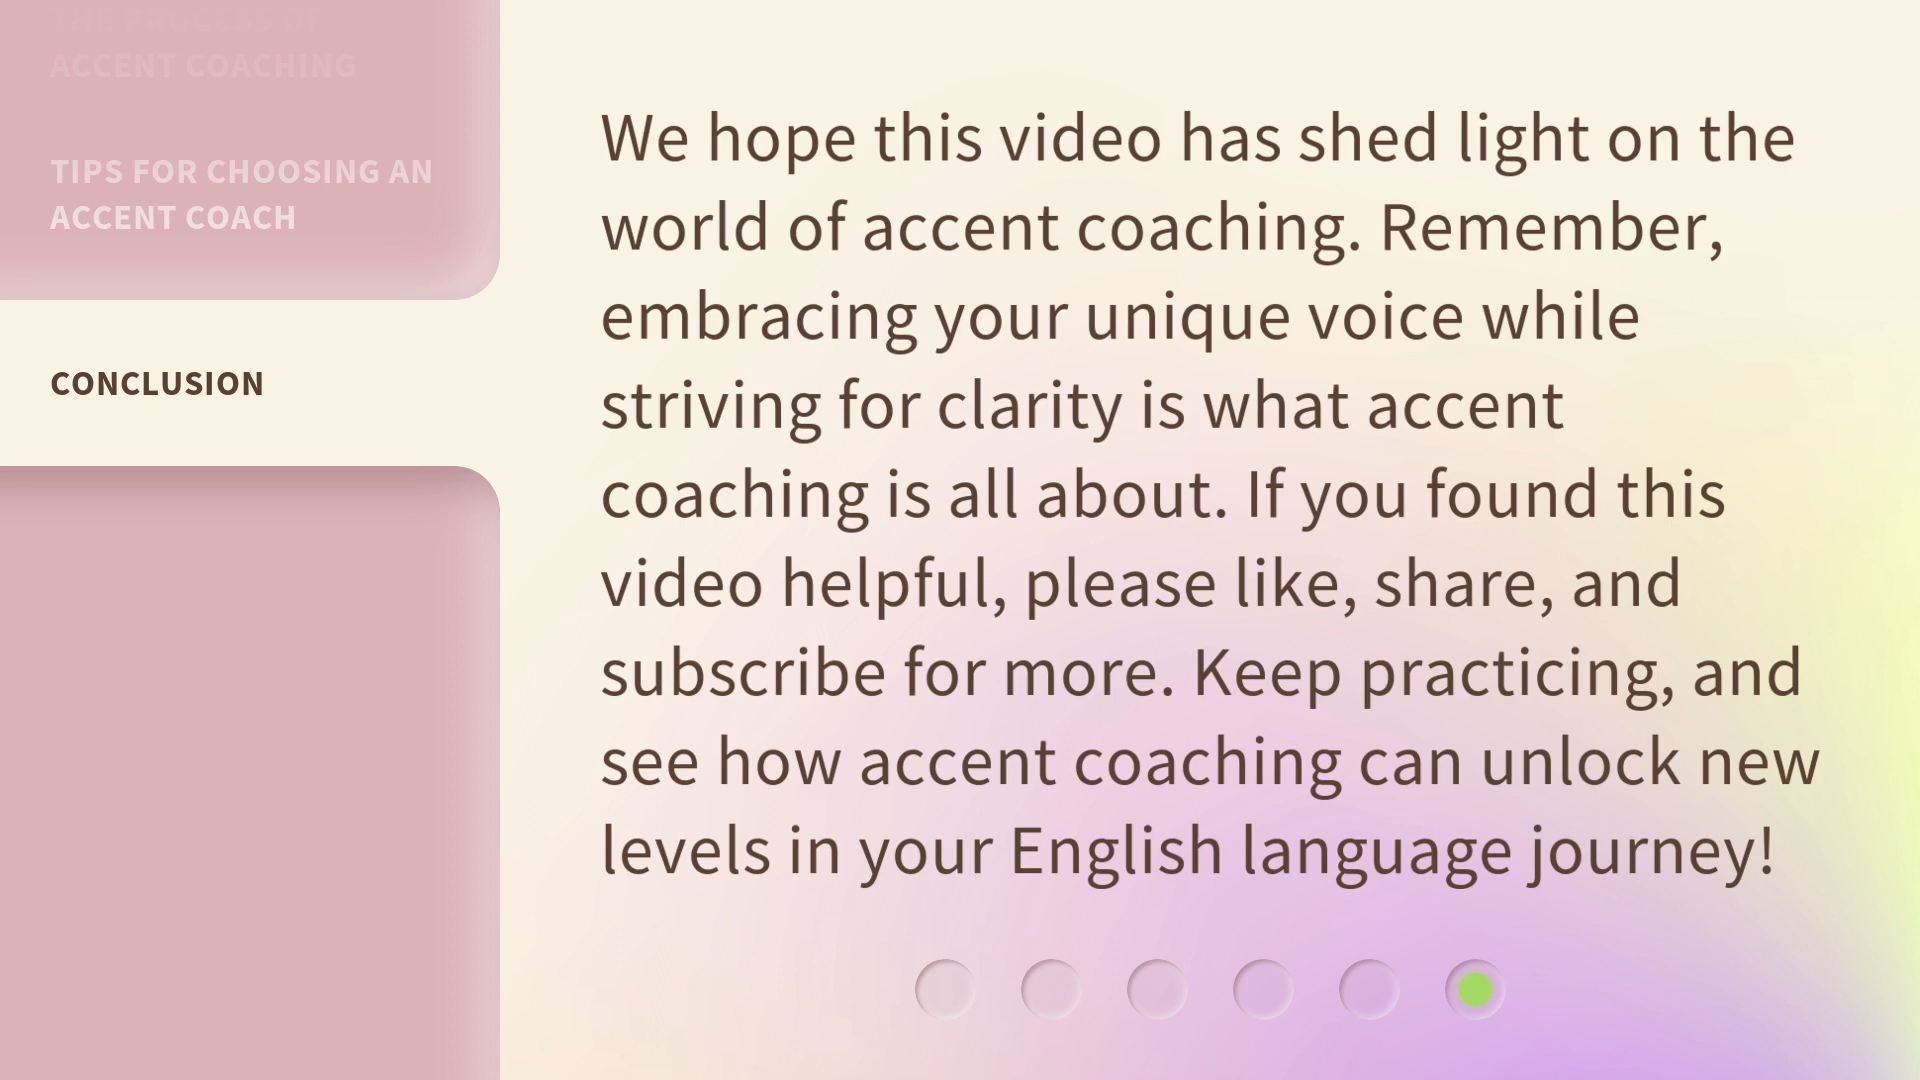 THE PROCESS OF
ACCENT COACHING
TIPS FOR CHOOSING AN
ACCENT COACH
CONCLUSION
We hope this video has shed light on the
world of accent coaching. Remember,
embracing your unique voice while
striving for clarity is what accent
coaching is all about. If you found this
video helpful, please like, share, and
subscribe for more. Keep practicing, and
see how accent coaching can unlock new
levels in your English language journey!